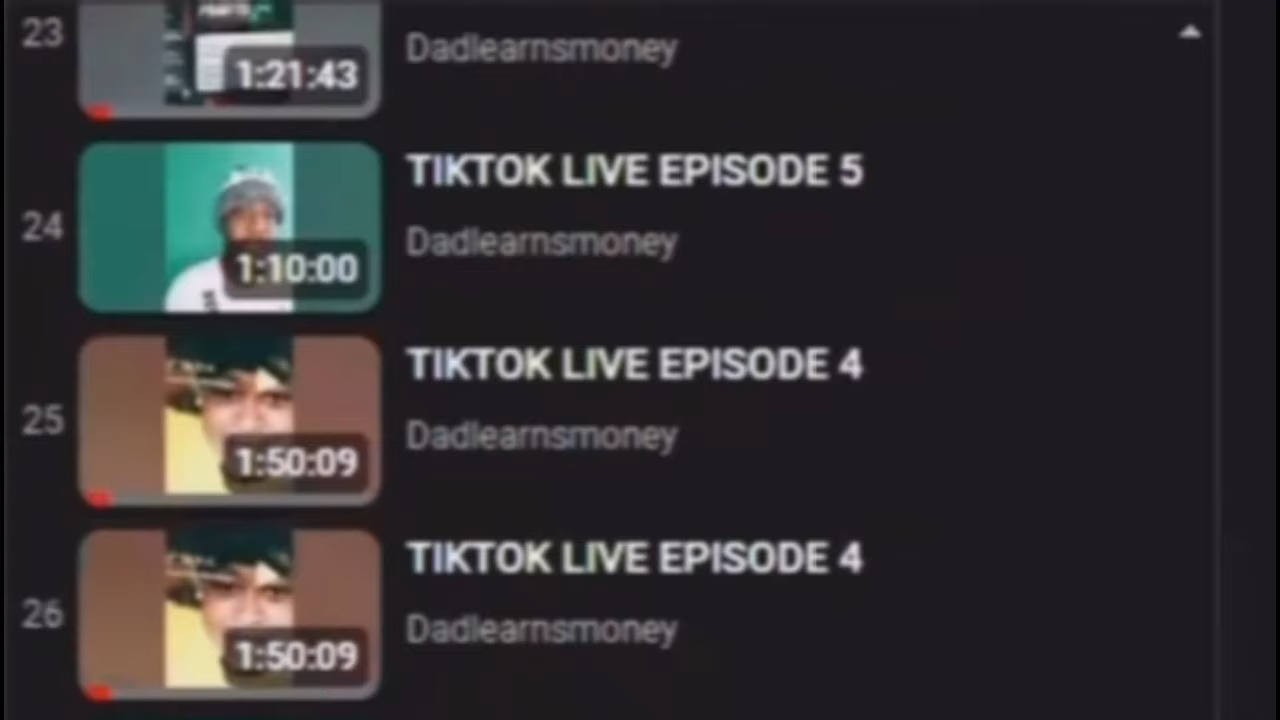 23
1:21:43
Dadlearnsmoney
24
1:10:00
TIKTOK LIVE EPISODE 5
Dadlearnsmoney
25
1:50:09
TIKTOK LIVE EPISODE 4
Dadlearnsmoney
26
1:50:09
TIKTOK LIVE EPISODE 4
Dadlearnsmoney